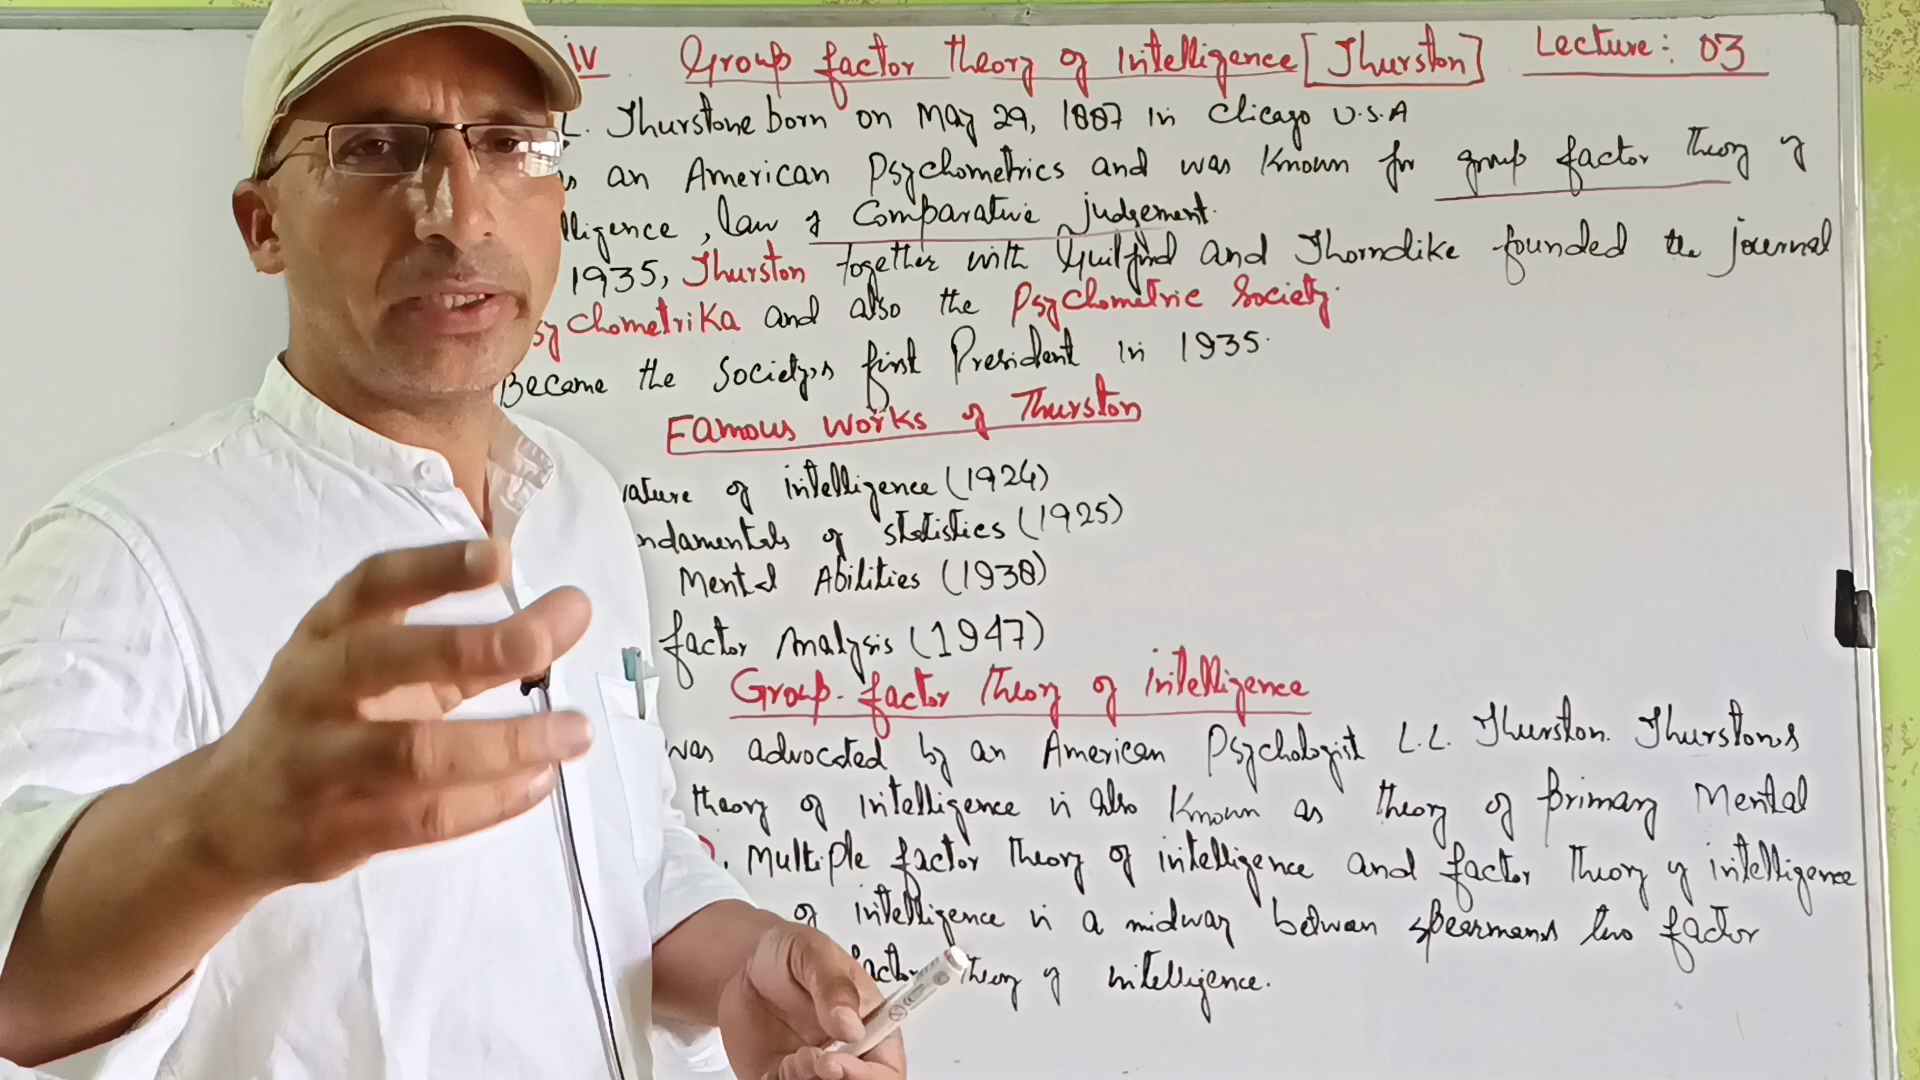 iv Group factor theory of intelligence [Thurston] Lecture: 03
L. Thurstone born on May 29, 1887 in Chicago U.S.A
an American Psychometrics and was Known for group factor theory of
lligence, law of Comparative judgement.
1935, Thurston together with Guilford and Thorndike founded the journal
sychometrika and also the Psychometric Society.
Became the Society's first President in 1935.
Famous works of Thurston
ature of intelligence (1924)
ndamentals of statistics (1925)
Mental Abilities (1938)
factor Analysis (1947)
Group-factor theory of intelligence
was advocated by an American Psychologist L.L. Thurston. Thurston's
theory of intelligence is also Known as theory of Primary Mental
). Multiple factor theory of intelligence and factor theory of intelligence
of intelligence is a midway between Spearman's two factor
factor theory of intelligence.